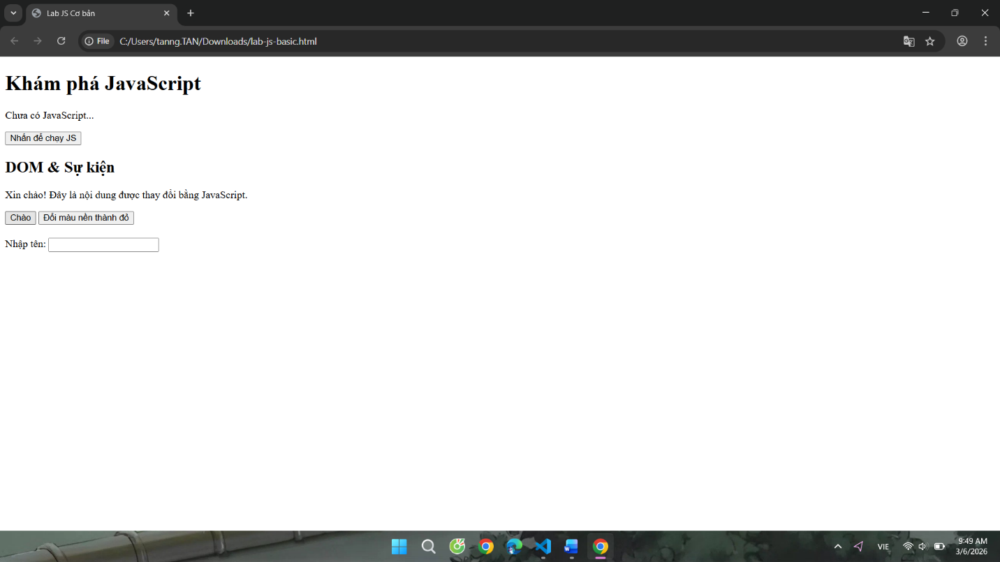 Lab JS Cơ bản
File C:/Users/tanng.TAN/Downloads/lab-js-basic.html
Khám phá JavaScript
Chưa có JavaScript...
Nhấn để chạy JS
DOM & Sự kiện
Xin chào! Đây là nội dung được thay đổi bằng JavaScript.
Chào Đổi màu nền thành đỏ
Nhập tên:
VIE
9:49 AM
3/6/2026